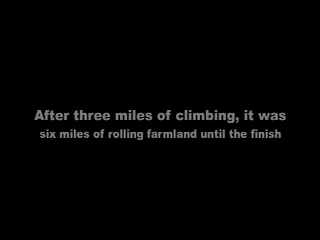 After three miles of climbing, it was
six miles of rolling farmland until the finish